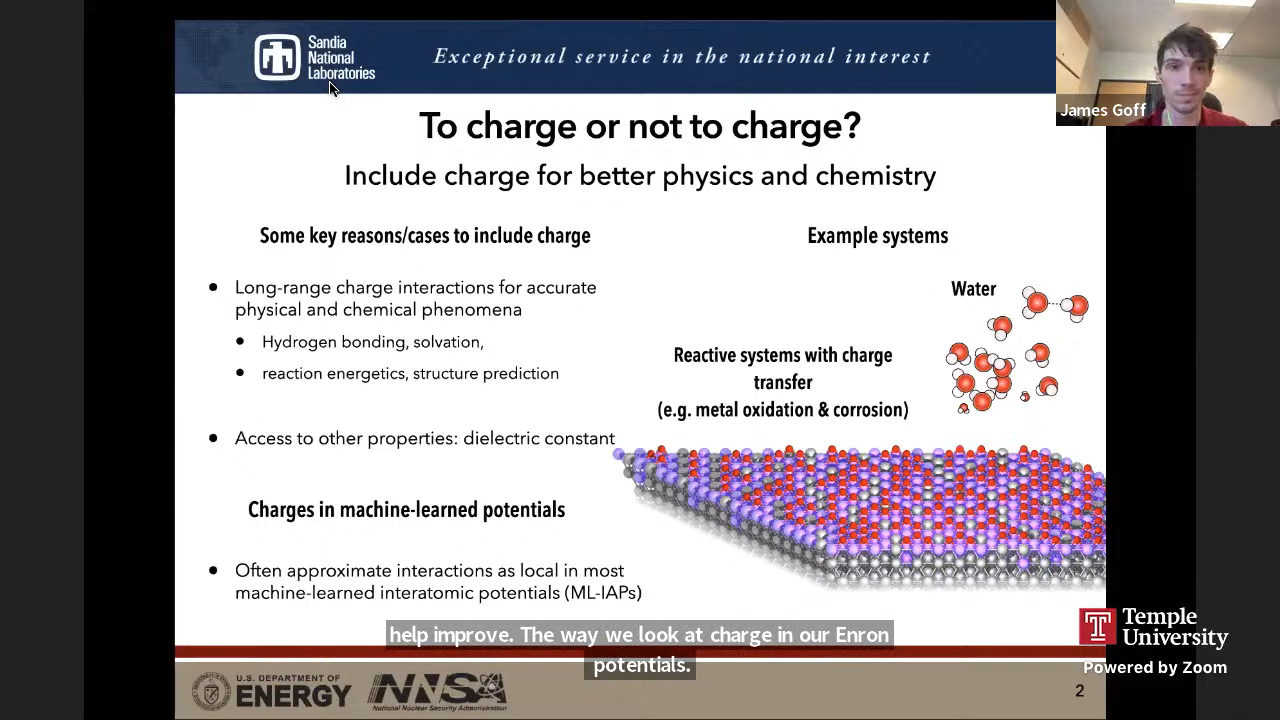 Sandia
National
Laboratories
Exceptional service in the national interest
James Goff
To charge or not to charge?
Include charge for better physics and chemistry
Some key reasons/cases to include charge
Long-range charge interactions for accurate
physical and chemical phenomena
Hydrogen bonding, solvation,
reaction energetics, structure prediction
Access to other properties: dielectric constant
Charges in machine-learned potentials
Often approximate interactions as local in most
machine-learned interatomic potentials (ML-IAPs)
Example systems
Water
Reactive systems with charge
transfer
(e.g. metal oxidation & corrosion)
help improve. The way we look at charge in our Enron
potentials.
Temple
University
Powered by Zoom
U.S. DEPARTMENT OF
ENERGY
NNSA
National Nuclear Security Administration
2